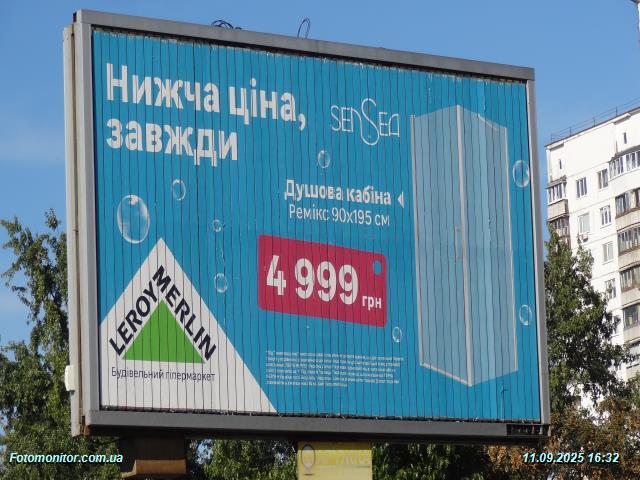 Нижча ціна,
завжди
SENSEA
Душова кабіна
Ремікс 90х195 см
4 999 грн
LEROY MERLIN
Будівельний гіпермаркет
Fotomonitor.com.ua
11.09.2025 16:32